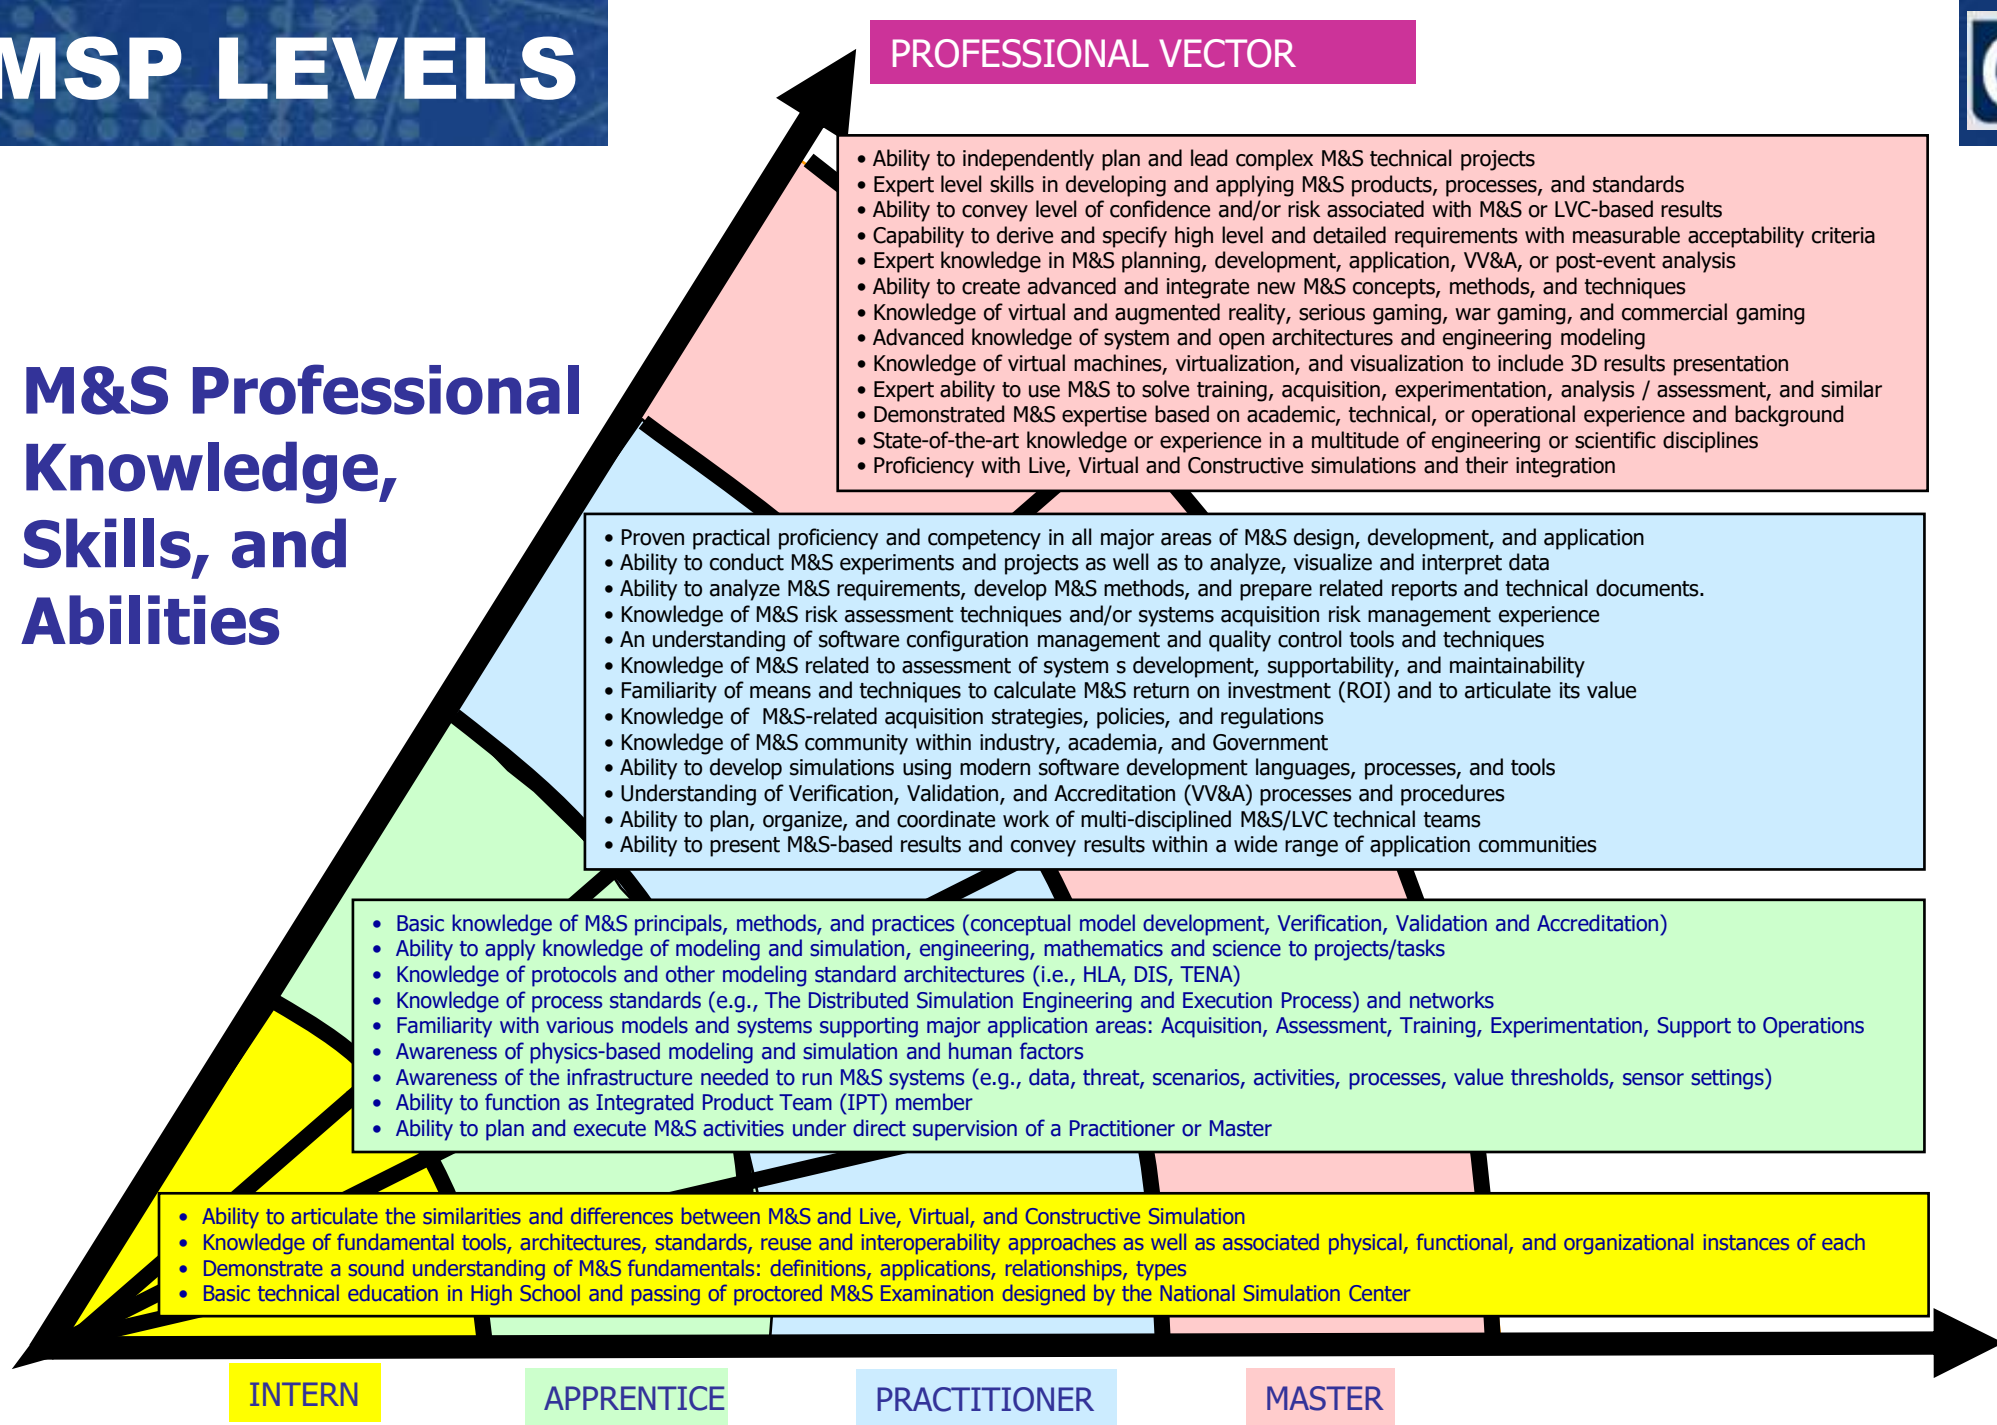 MSP LEVELS
PROFESSIONAL VECTOR
• Ability to independently plan and lead complex M&S technical projects
• Expert level skills in developing and applying M&S products, processes, and standards
• Ability to convey level of confidence and/or risk associated with M&S or LVC-based results
• Capability to derive and specify high level and detailed requirements with measurable acceptability criteria
• Expert knowledge in M&S planning, development, application, VV&A, or post-event analysis
• Ability to create advanced and integrate new M&S concepts, methods, and techniques
• Knowledge of virtual and augmented reality, serious gaming, war gaming, and commercial gaming
• Advanced knowledge of system and open architectures and engineering modeling
• Knowledge of virtual machines, virtualization, and visualization to include 3D results presentation
• Expert ability to use M&S to solve training, acquisition, experimentation, analysis / assessment, and similar
• Demonstrated M&S expertise based on academic, technical, or operational experience and background
• State-of-the-art knowledge or experience in a multitude of engineering or scientific disciplines
• Proficiency with Live, Virtual and Constructive simulations and their integration
M&S Professional
Knowledge,
Skills, and
Abilities
• Proven practical proficiency and competency in all major areas of M&S design, development, and application
• Ability to conduct M&S experiments and projects as well as to analyze, visualize and interpret data
• Ability to analyze M&S requirements, develop M&S methods, and prepare related reports and technical documents.
• Knowledge of M&S risk assessment techniques and/or systems acquisition risk management experience
• An understanding of software configuration management and quality control tools and techniques
• Knowledge of M&S related to assessment of system s development, supportability, and maintainability
• Familiarity of means and techniques to calculate M&S return on investment (ROI) and to articulate its value
• Knowledge of M&S-related acquisition strategies, policies, and regulations
• Knowledge of M&S community within industry, academia, and Government
• Ability to develop simulations using modern software development languages, processes, and tools
• Understanding of Verification, Validation, and Accreditation (VV&A) processes and procedures
• Ability to plan, organize, and coordinate work of multi-disciplined M&S/LVC technical teams
• Ability to present M&S-based results and convey results within a wide range of application communities
• Basic knowledge of M&S principals, methods, and practices (conceptual model development, Verification, Validation and Accreditation)
• Ability to apply knowledge of modeling and simulation, engineering, mathematics and science to projects/tasks
• Knowledge of protocols and other modeling standard architectures (i.e., HLA, DIS, TENA)
• Knowledge of process standards (e.g., The Distributed Simulation Engineering and Execution Process) and networks
• Familiarity with various models and systems supporting major application areas: Acquisition, Assessment, Training, Experimentation, Support to Operations
• Awareness of physics-based modeling and simulation and human factors
• Awareness of the infrastructure needed to run M&S systems (e.g., data, threat, scenarios, activities, processes, value thresholds, sensor settings)
• Ability to function as Integrated Product Team (IPT) member
• Ability to plan and execute M&S activities under direct supervision of a Practitioner or Master
• Ability to articulate the similarities and differences between M&S and Live, Virtual, and Constructive Simulation
• Knowledge of fundamental tools, architectures, standards, reuse and interoperability approaches as well as associated physical, functional, and organizational instances of each
• Demonstrate a sound understanding of M&S fundamentals: definitions, applications, relationships, types
• Basic technical education in High School and passing of proctored M&S Examination designed by the National Simulation Center
INTERN
APPRENTICE
PRACTITIONER
MASTER